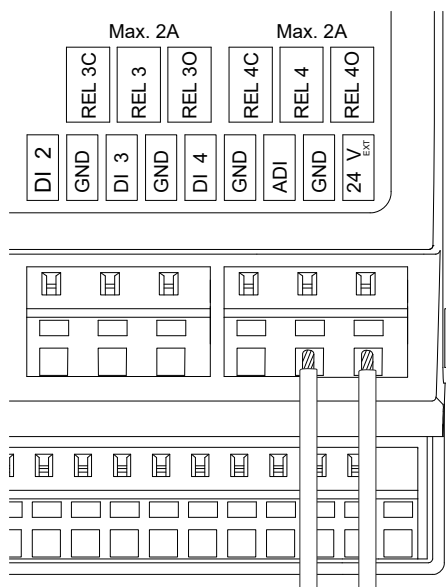 Max. 2A Max. 2A
REL 3C REL 3 REL 3O REL 4C REL 4 REL 4O
DI 2 GND DI 3 GND DI 4 GND ADI GND 24 V EXT